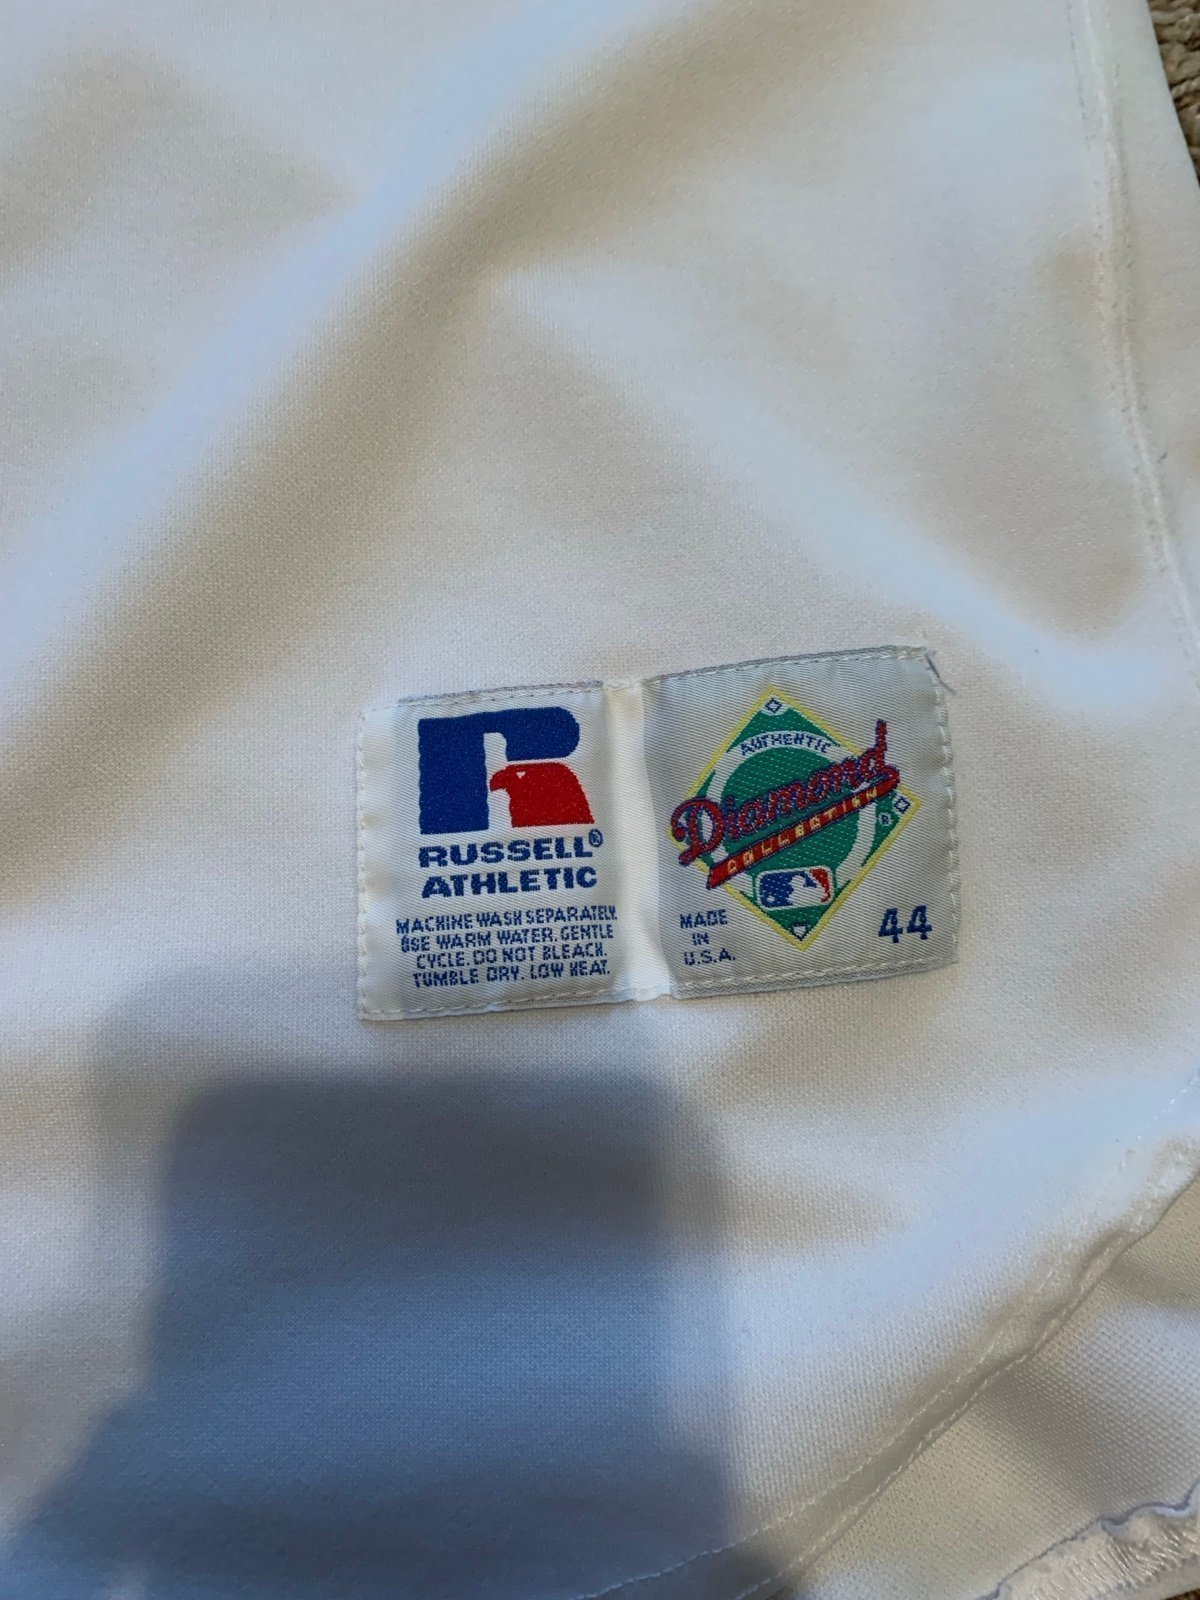 RUSSELL®
ATHLETIC
MACHINE WASH SEPARATELY.
USE WARM WATER. GENTLE
CYCLE. DO NOT BLEACH.
TUMBLE DRY. LOW HEAT.
AUTHENTIC
Diamond
COLLECTION
®
MADE
IN
U.S.A.
44